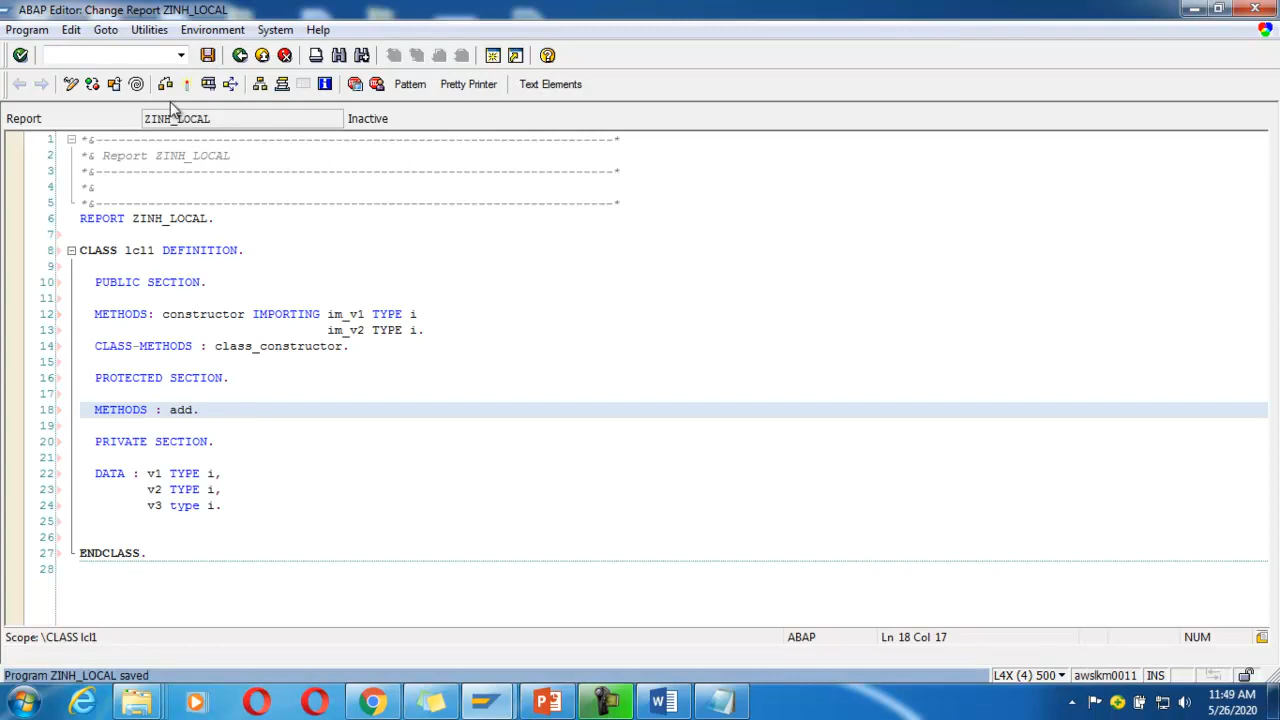 ABAP Editor: Change Report ZINH_LOCAL
Program Edit Goto Utilities Environment System Help
Pattern Pretty Printer Text Elements
Report ZINH_LOCAL Inactive
1 *&---------------------------------------------------------------------*
2 *& Report ZINH_LOCAL
3 *&---------------------------------------------------------------------*
4 *&
5 *&---------------------------------------------------------------------*
6 REPORT ZINH_LOCAL.
7
8 CLASS lcl1 DEFINITION.
9
10 PUBLIC SECTION.
11
12 METHODS: constructor IMPORTING im_v1 TYPE i
13 im_v2 TYPE i.
14 CLASS-METHODS : class_constructor.
15
16 PROTECTED SECTION.
17
18 METHODS : add.
19
20 PRIVATE SECTION.
21
22 DATA : v1 TYPE i,
23 v2 TYPE i,
24 v3 type i.
25
26
27 ENDCLASS.
28
Scope: \CLASS lcl1 ABAP Ln 18 Col 17 NUM
Program ZINH_LOCAL saved L4X (4) 500 awslkm0011 INS
11:49 AM
5/26/2020